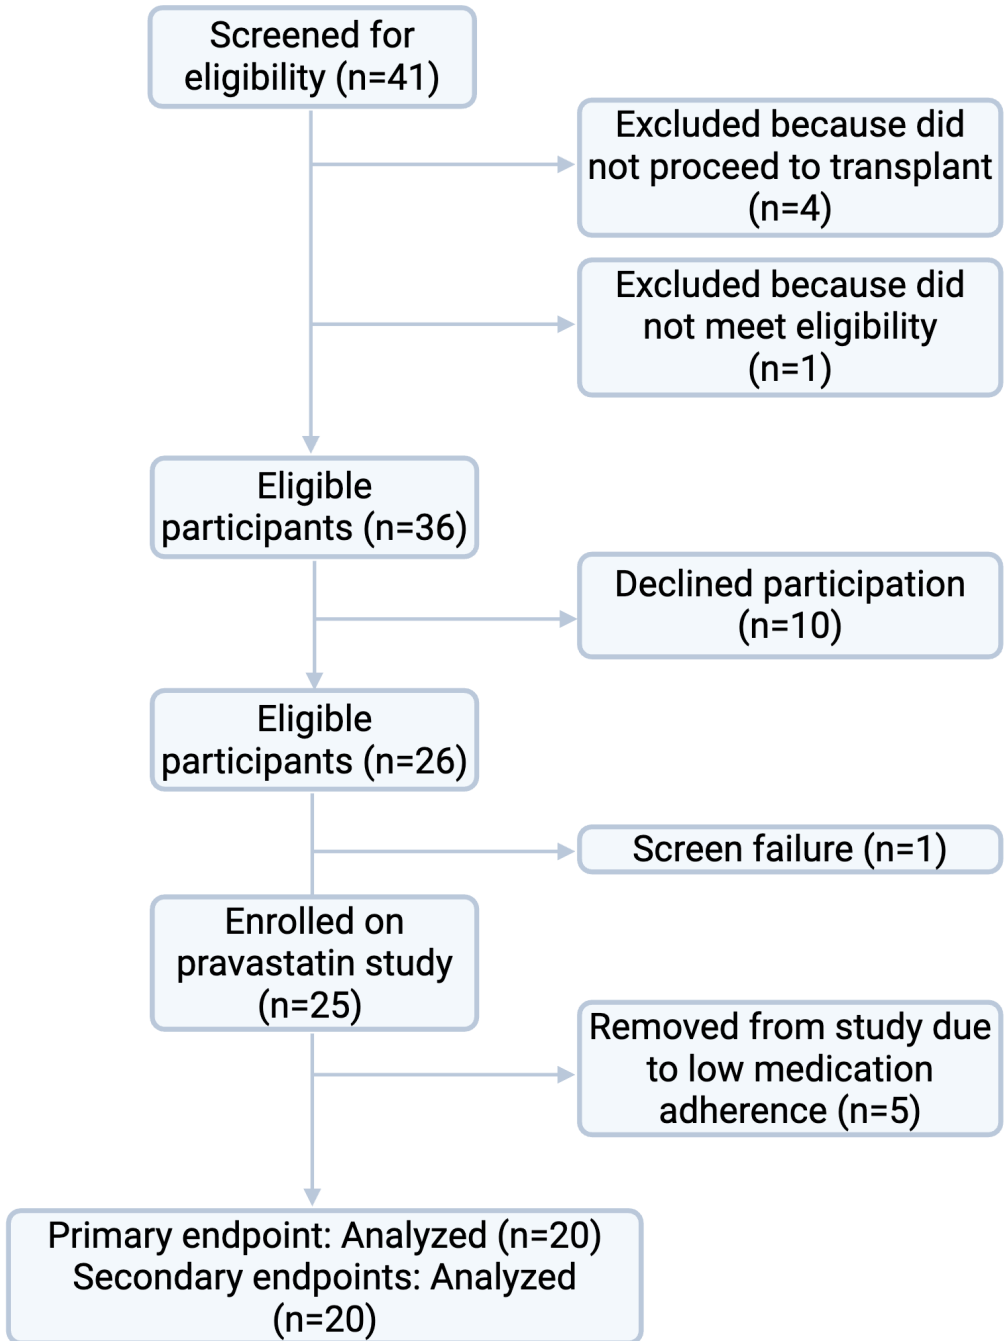 Screened for
eligibility (n=41)
Excluded because did
not proceed to transplant
(n=4)
Excluded because did
not meet eligibility
(n=1)
Eligible
participants (n=36)
Declined participation
(n=10)
Eligible
participants (n=26)
Screen failure (n=1)
Enrolled on
pravastatin study
(n=25)
Removed from study due
to low medication
adherence (n=5)
Primary endpoint: Analyzed (n=20)
Secondary endpoints: Analyzed
(n=20)